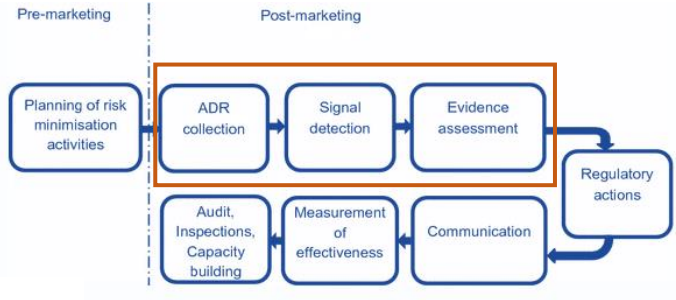 Pre-marketing
Post-marketing
Planning of risk
minimisation
activities
ADR
collection
Signal
detection
Evidence
assessment
Regulatory
actions
Communication
Measurement
of
effectiveness
Audit,
Inspections,
Capacity
building